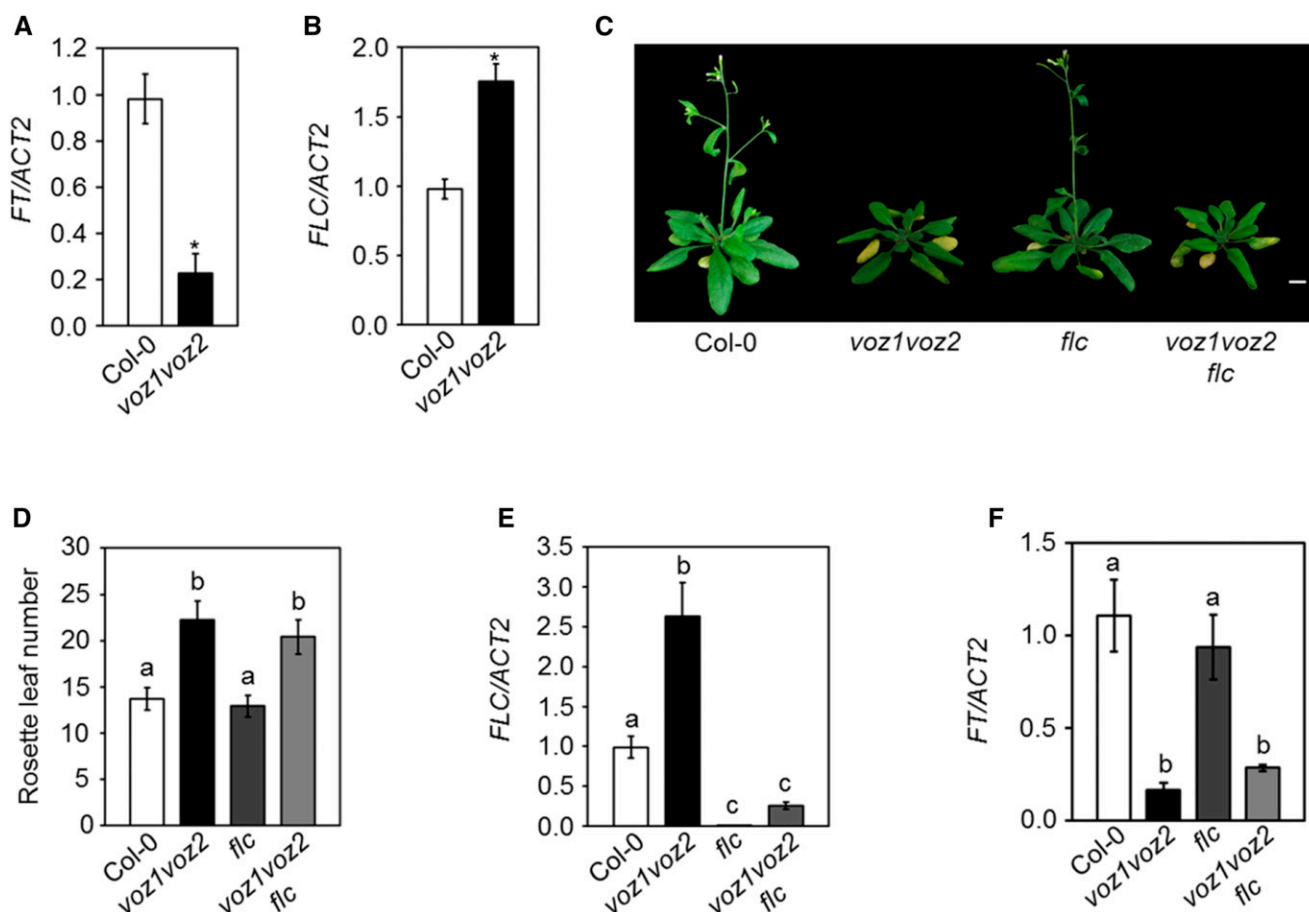 A
FT/ACT2
1.2
1.0
0.8
0.6
0.4
0.2
0.0
*
Col-0
voz1voz2
B
FLC/ACT2
2.0
1.5
1.0
0.5
0.0
*
Col-0
voz1voz2
C
Col-0
voz1voz2
flc
voz1voz2
flc
D
Rosette leaf number
30
25
20
15
10
5
0
a
b
a
b
Col-0
voz1voz2
flc
voz1voz2
flc
E
FLC/ACT2
3.5
3.0
2.5
2.0
1.5
1.0
0.5
0.0
a
b
c
c
Col-0
voz1voz2
flc
voz1voz2
flc
F
FT/ACT2
1.5
1.0
0.5
0.0
a
b
a
b
Col-0
voz1voz2
flc
voz1voz2
flc